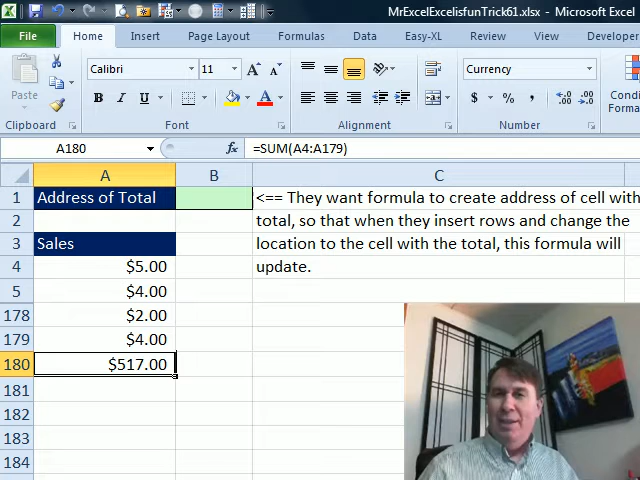 MrExcelExcelisfunTrick61.xlsx - Microsoft Excel
File Home Insert Page Layout Formulas Data Easy-XL Review View Developer
Paste
Calibri 11 A A
B I U A
Currency
$ % , .00
Condi
Forma
Clipboard Font Alignment Number
A180 fx =SUM(A4:A179)
A B C
1 Address of Total <== They want formula to create address of cell with
2 total, so that when they insert rows and change the
3 Sales location to the cell with the total, this formula will
4 $5.00 update.
5 $4.00
178 $2.00
179 $4.00
180 $517.00
181
182
183
184